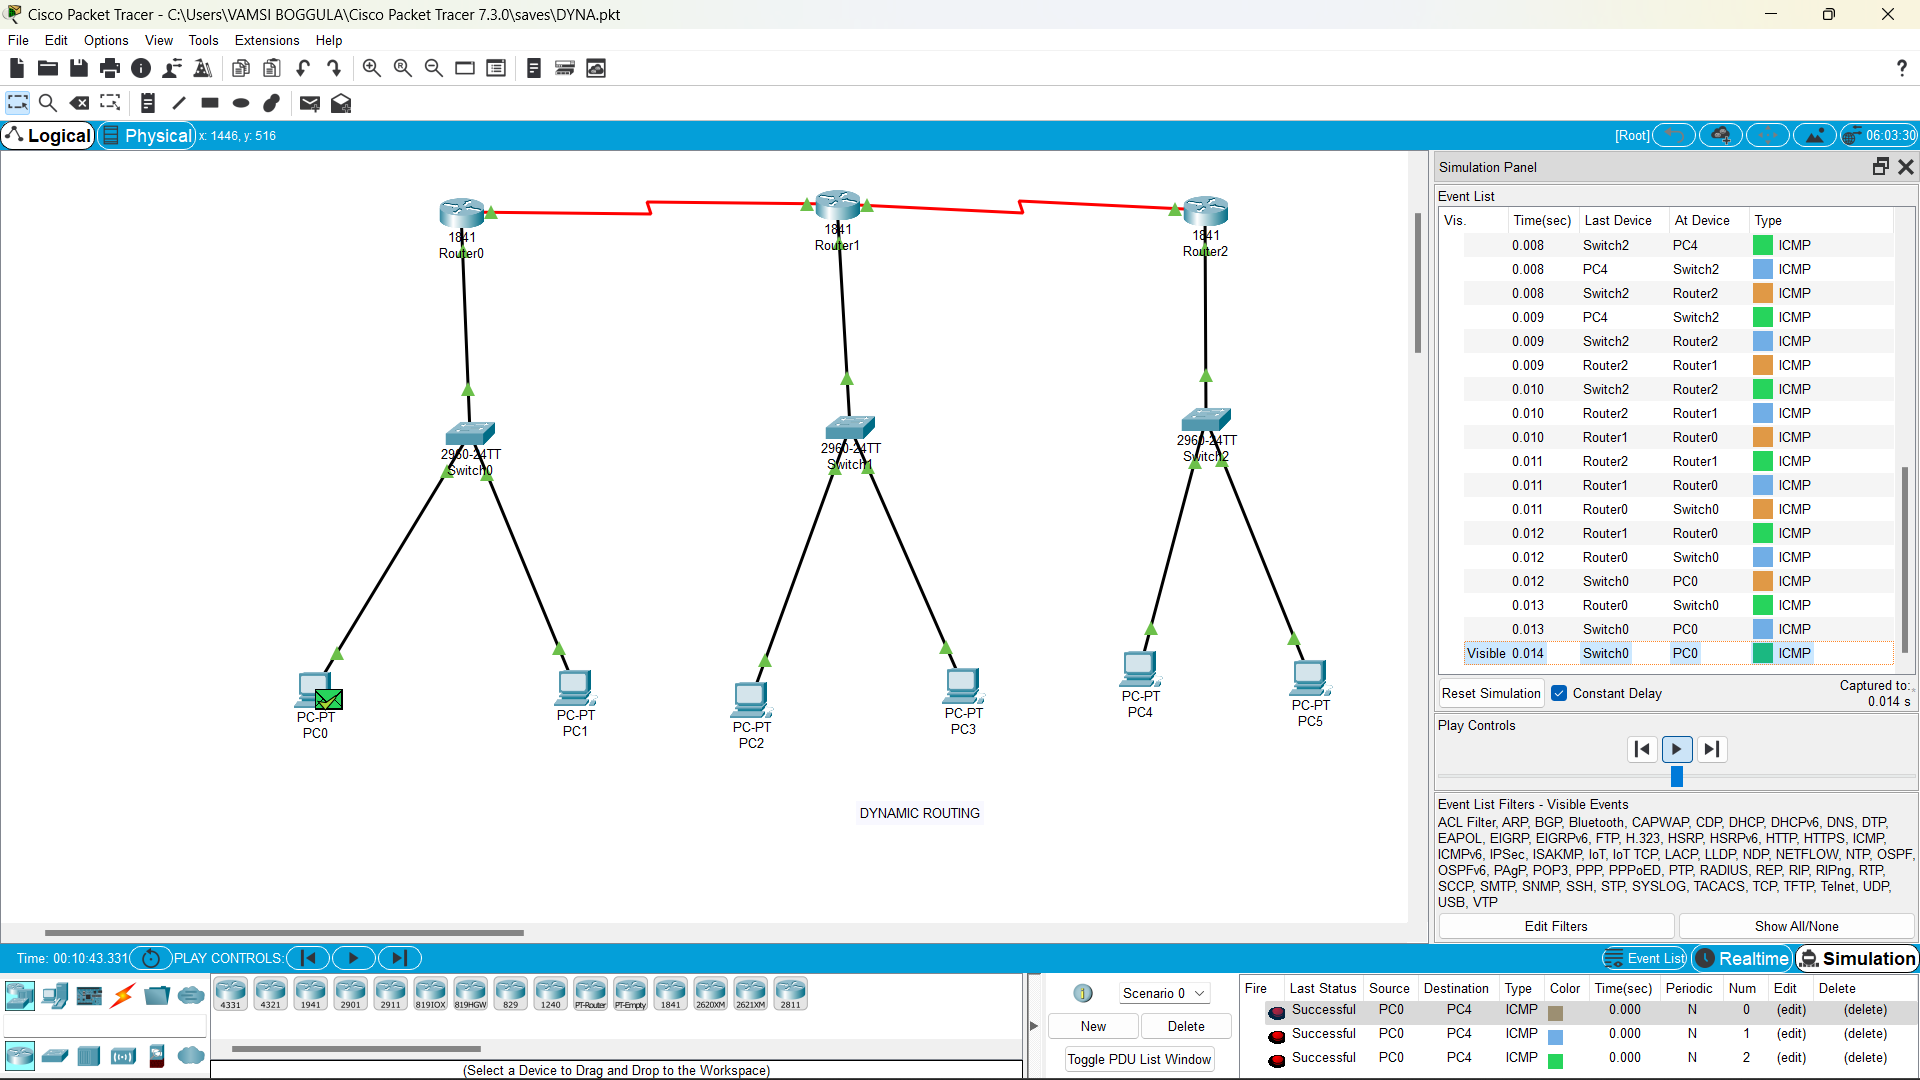 Cisco Packet Tracer - C:\Users\VAMSI BOGGULA\Cisco Packet Tracer 7.3.0\saves\DYNA.pkt
File Edit Options View Tools Extensions Help
?
Logical Physical x: 1446, y: 516 [Root] 06:03:30
1841
Router0
1841
Router1
1841
Router2
2960-24TT
Switch0
2960-24TT
Switch1
2960-24TT
Switch2
PC-PT
PC0
PC-PT
PC1
PC-PT
PC2
PC-PT
PC3
PC-PT
PC4
PC-PT
PC5
DYNAMIC ROUTING
Simulation Panel
Event List
Vis. Time(sec) Last Device At Device Type
0.008 Switch2 PC4 ICMP
0.008 PC4 Switch2 ICMP
0.008 Switch2 Router2 ICMP
0.009 PC4 Switch2 ICMP
0.009 Switch2 Router2 ICMP
0.009 Router2 Router1 ICMP
0.010 Switch2 Router2 ICMP
0.010 Router2 Router1 ICMP
0.010 Router1 Router0 ICMP
0.011 Router2 Router1 ICMP
0.011 Router1 Router0 ICMP
0.011 Router0 Switch0 ICMP
0.012 Router1 Router0 ICMP
0.012 Router0 Switch0 ICMP
0.012 Switch0 PC0 ICMP
0.013 Router0 Switch0 ICMP
0.013 Switch0 PC0 ICMP
Visible 0.014 Switch0 PC0 ICMP
Reset Simulation Constant Delay Captured to:
0.014 s
Play Controls
Event List Filters - Visible Events
ACL Filter, ARP, BGP, Bluetooth, CAPWAP, CDP, DHCP, DHCPv6, DNS, DTP,
EAPOL, EIGRP, EIGRPv6, FTP, H.323, HSRP, HSRPv6, HTTP, HTTPS, ICMP,
ICMPv6, IPSec, ISAKMP, IoT, IoT TCP, LACP, LLDP, NDP, NETFLOW, NTP, OSPF,
OSPFv6, PAgP, POP3, PPP, PPPoED, PTP, RADIUS, REP, RIP, RIPng, RTP,
SCCP, SMTP, SNMP, SSH, STP, SYSLOG, TACACS, TCP, TFTP, Telnet, UDP,
USB, VTP
Edit Filters Show All/None
Time: 00:10:43.331 PLAY CONTROLS: Event List Realtime Simulation
4331 4321 1941 2901 2911 819IOX 819HGW 829 1240 PT-Router PT-Empty 1841 2620XM 2621XM 2811
(Select a Device to Drag and Drop to the Workspace)
Scenario 0
New Delete
Toggle PDU List Window
Fire Last Status Source Destination Type Color Time(sec) Periodic Num Edit Delete
Successful PC0 PC4 ICMP 0.000 N 0 (edit) (delete)
Successful PC0 PC4 ICMP 0.000 N 1 (edit) (delete)
Successful PC0 PC4 ICMP 0.000 N 2 (edit) (delete)